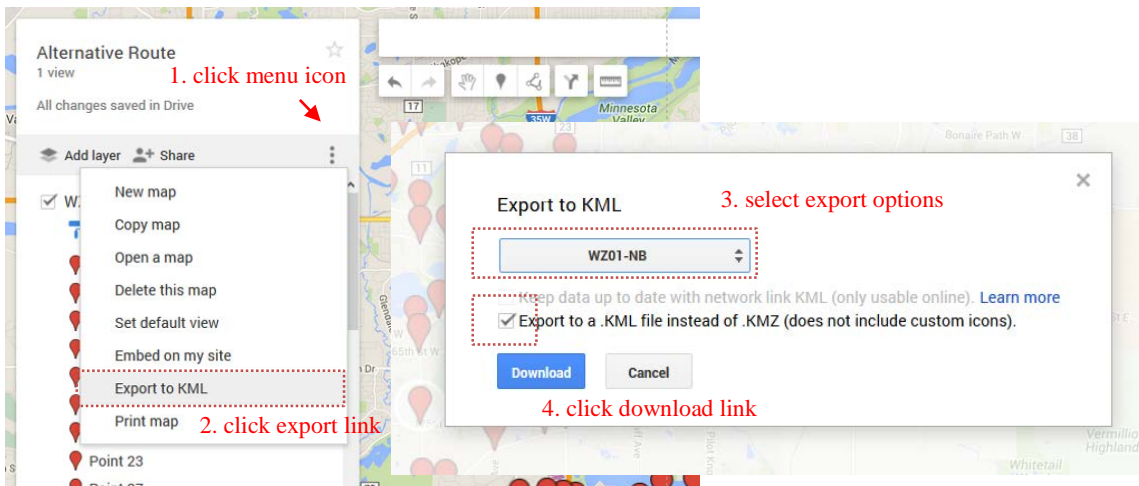 Alternative Route
1 view
1. click menu icon
All changes saved in Drive
Add layer
Share
New map
Copy map
Open a map
Delete this map
Set default view
Embed on my site
Export to KML
Print map
2. click export link
Point 23
17
35W
Minnesota
Valley
23
11
Bonaire Path W
38
Export to KML
3. select export options
WZ01-NB
Keep data up to date with network link KML (only usable online). Learn more
Export to a .KML file instead of .KMZ (does not include custom icons).
Download
Cancel
4. click download link
65th St W
Whitetail